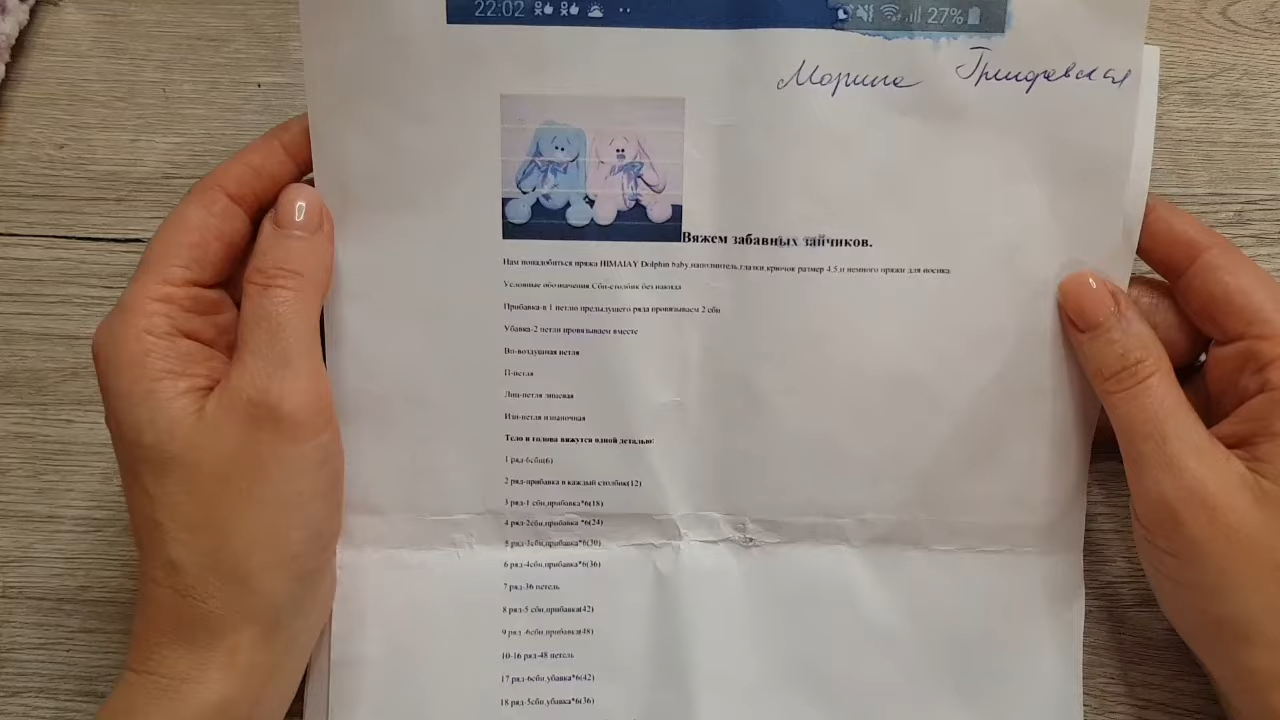 22:02 27%
Марина
Вяжем забавных зайчиков.
Нам понадобиться пряжа HIMALAY Dolphin baby,наполнитель,глазки,крючок размер 4,5,и немного пряжи для носика
Условные обозначения.Сбн-столбик без накида
Прибавка-в 1 петлю предыдущего ряда провязываем 2 сбн
Убавка-2 петли провязываем вместе
Вп-воздушная петля
П-петля
Лиц-петля лицевая
Изн-петля изнаночная
Тело и голова вяжутся одной деталью:
1 ряд-6сбн(6)
2 ряд-прибавка в каждый столбик(12)
3 ряд-1 сбн,прибавка*6(18)
4 ряд-2сбн,прибавка *6(24)
5 ряд-3сбн,прибавка*6(30)
6 ряд-4сбн,прибавка*6(36)
7 ряд-36 петель
8 ряд-5 сбн,прибавка(42)
9 ряд -6сбн,прибавка(48)
10-16 ряд-48 петель
17 ряд-6сбн,убавка*6(42)
18 ряд-5сбн,убавка*6(36)